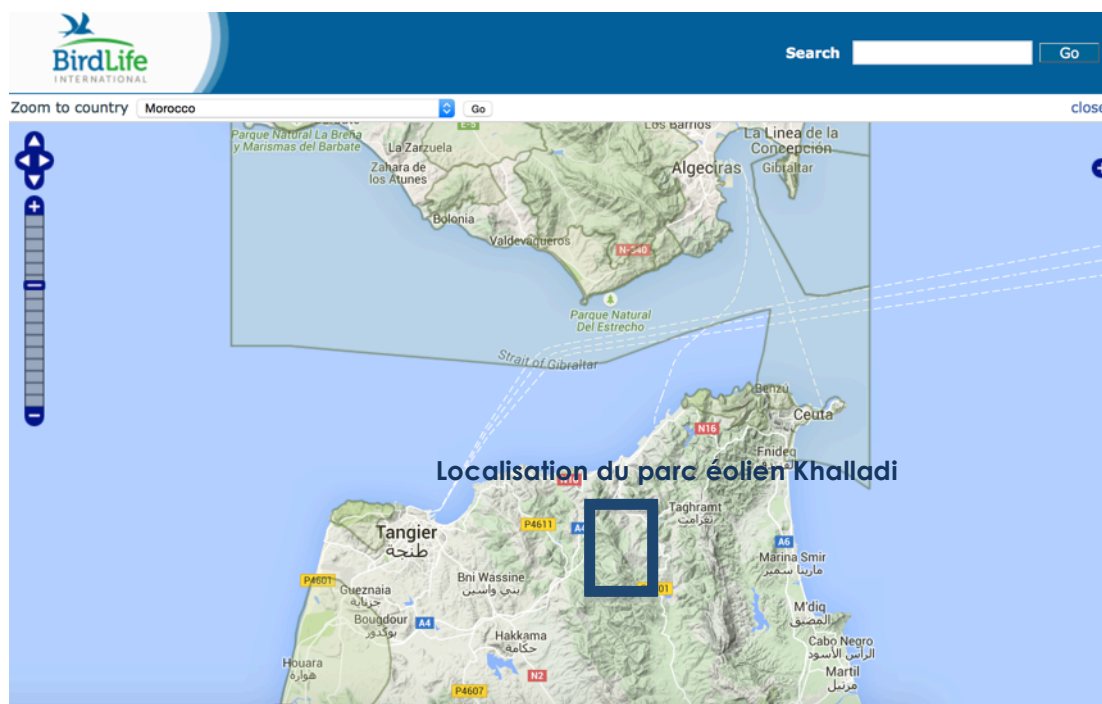 BirdLife
INTERNATIONAL
Search
Go
Zoom to country
Morocco
Go
close
Parque Natural La Breña
y Marismas del Barbate
La Zarzuela
E-5
Los Barrios
La Linea de la
Concepción
Zahara de
los Atunes
Algeciras
Gibraltar
Bolonia
Valdevaqueros
N-340
Parque Natural
Del Estrecho
Strait of Gibraltar
Benzú
Ceuta
N16
Fnideq
Localisation du parc éolien Khalladi
Taghramt
تغرامت
Tangier
طنجة
P4611
A6
Marina Smir
مارينا سمير
P4601
Gueznaia
جزناية
Bni Wassine
بني واسين
01
Bougdour
بوكدور
A4
M'diq
المضيق
Hakkama
حكامة
Cabo Negro
الرأس الأسود
Houara
هوارة
N2
Martil
مرتيل
P4607